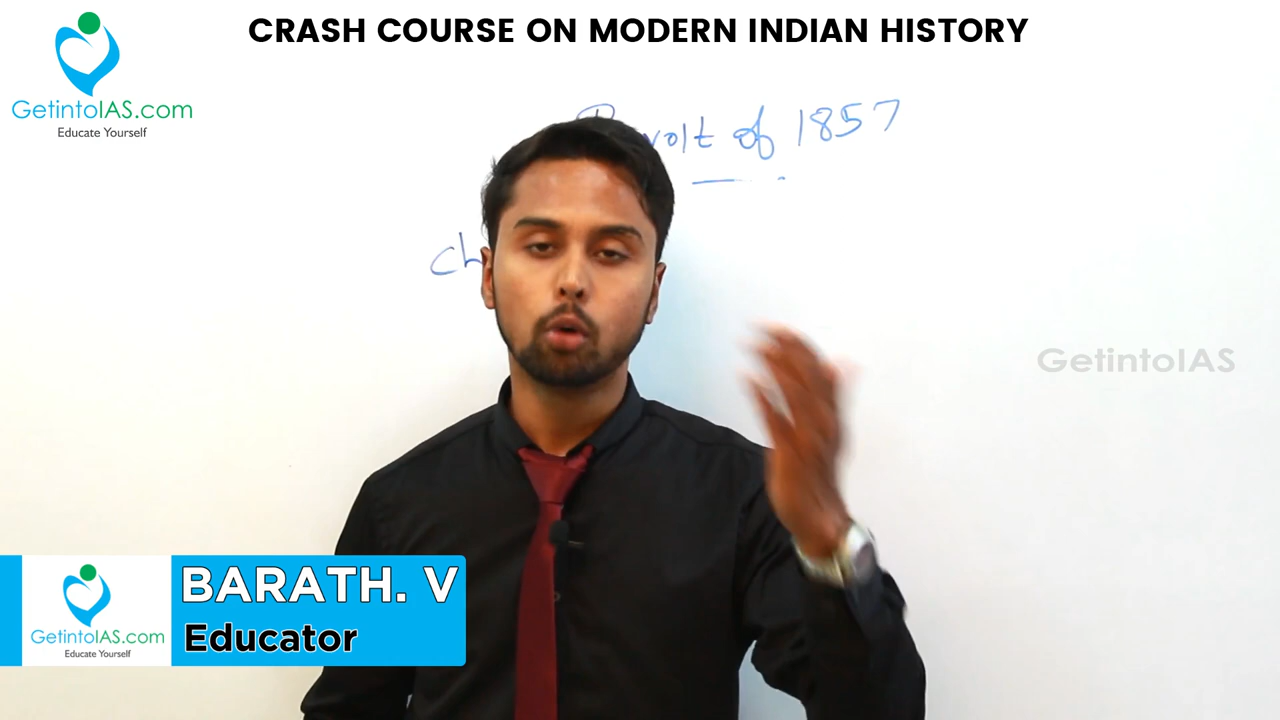 CRASH COURSE ON MODERN INDIAN HISTORY
GetintoIAS.com
Educate Yourself
of 1857
GetintoIAS
BARATH. V
Educator
GetintoIAS.com
Educate Yourself